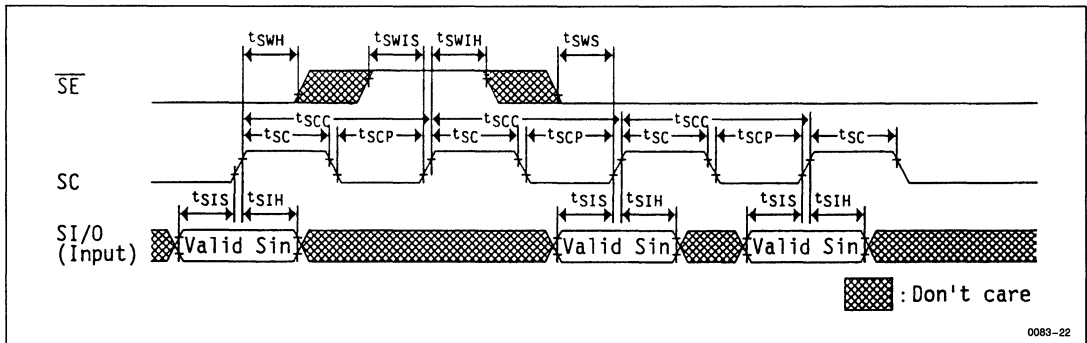 tSWH tSWIS tSWIH tSWS
SE
tSCC tSCC tSCC
tSC tSCP tSC tSCP tSC tSCP tSC
SC
tSIS tSIH tSIS tSIH tSIS tSIH
SI/O
(Input)
Valid Sin Valid Sin Valid Sin
: Don't care
0083-22